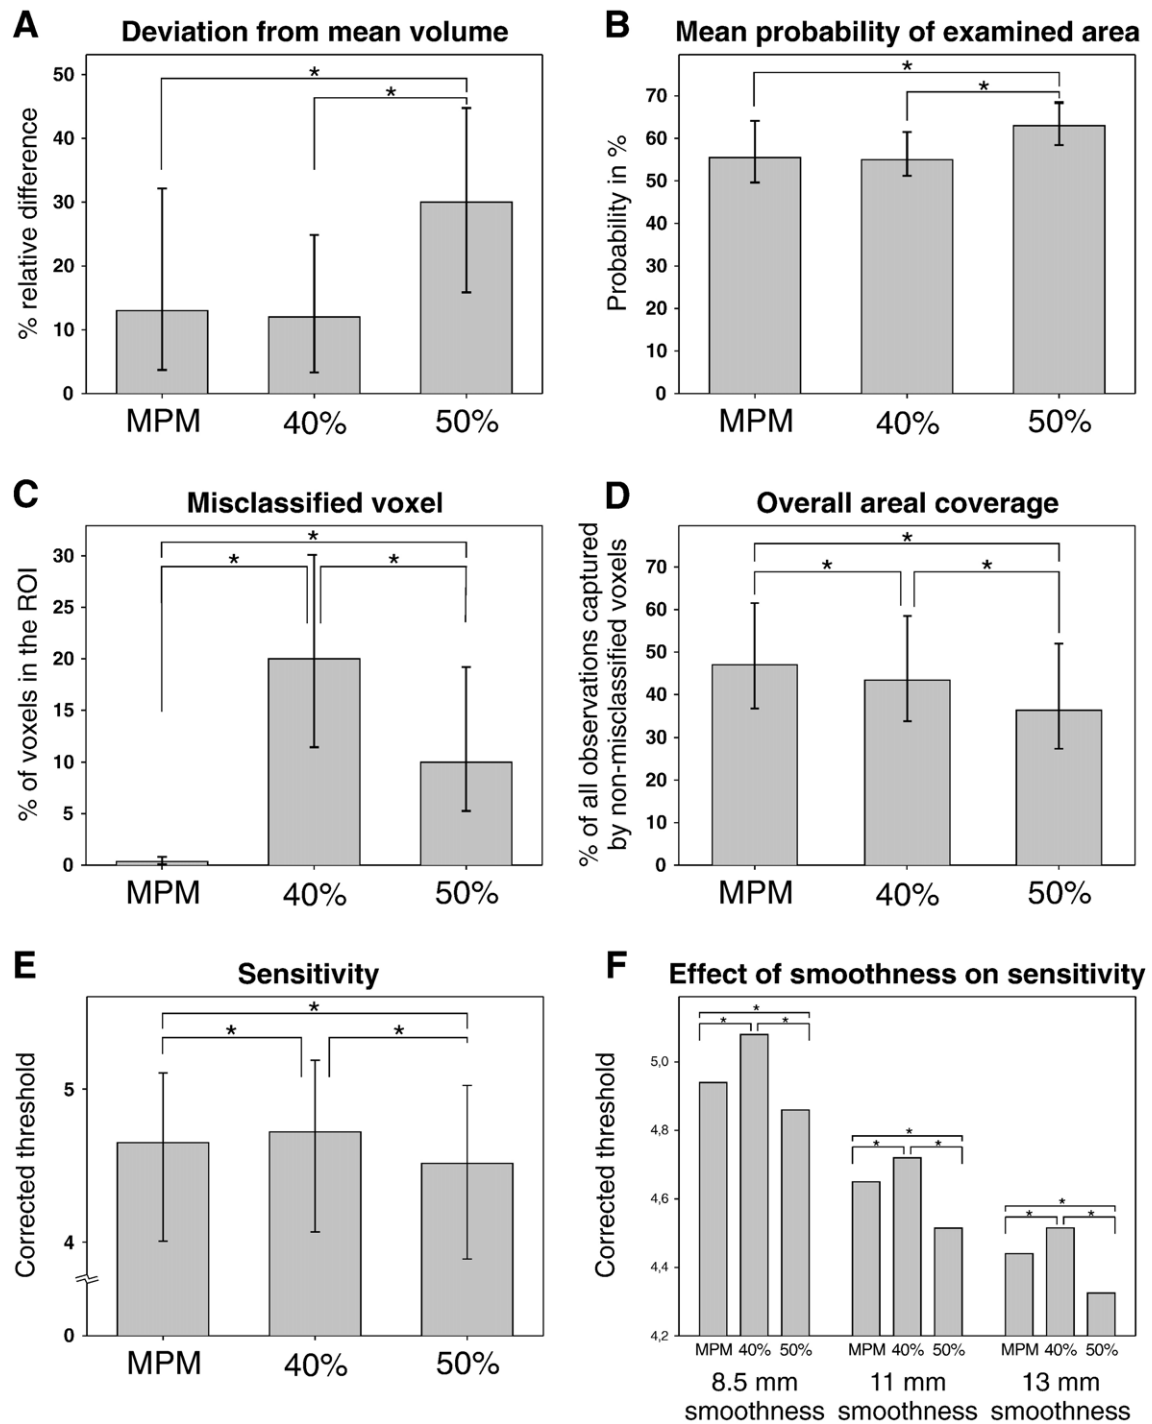 A Deviation from mean volume
% relative difference
50
*
*
40
30
20
10
0
MPM 40% 50%
B Mean probability of examined area
Probability in %
70
*
*
60
50
40
30
20
10
0
MPM 40% 50%
C Misclassified voxel
% of voxels in the ROI
*
30
* *
25
20
15
10
5
0
MPM 40% 50%
D Overall areal coverage
% of all observations captured
by non-misclassified voxels
*
70
* *
60
50
40
30
20
10
0
MPM 40% 50%
E Sensitivity
Corrected threshold
*
* *
5
4
0
MPM 40% 50%
F Effect of smoothness on sensitivity
Corrected threshold
*
* *
5,0
4,8
*
* *
4,6
*
* *
4,4
4,2
MPM 40% 50% MPM 40% 50% MPM 40% 50%
8.5 mm 11 mm 13 mm
smoothness smoothness smoothness